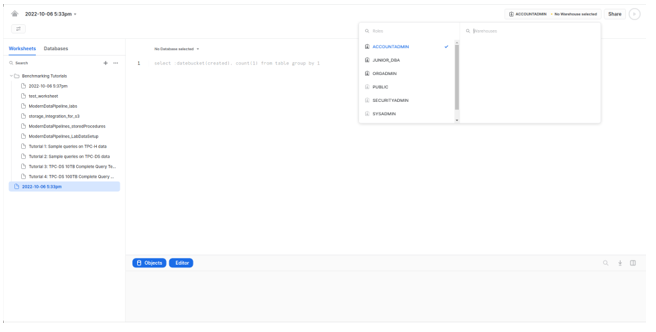 2022-10-06 5:33pm
ACCOUNTADMIN
No Warehouse selected
Share
Worksheets
Databases
Search
Benchmarking Tutorials
2022-10-06 5:37pm
test_worksheet
ModernDataPipeline_labs
storage_integration_for_s3
ModernDataPipelines_storedProcedures
ModernDataPipelines_LabDataSetup
Tutorial 1: Sample queries on TPC-H data
Tutorial 2: Sample queries on TPC-DS data
Tutorial 3: TPC-DS 10TB Complete Query Te...
Tutorial 4: TPC-DS 100TB Complete Query ...
2022-10-06 5:33pm
No Database selected
1 select :datebucket(created), count(1) from table group by 1
Roles
Warehouses
ACCOUNTADMIN
JUNIOR_DBA
ORGADMIN
PUBLIC
SECURITYADMIN
SYSADMIN
Objects
Editor